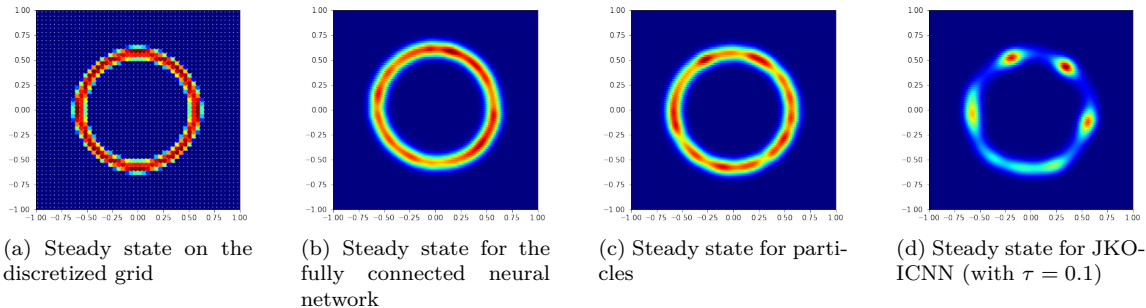 1.00 0.75 0.50 0.25 0.00 −0.25 −0.50 −0.75 −1.00
−1.00 −0.75 −0.50 −0.25 0.00 0.25 0.50 0.75 1.00
(a) Steady state on the
discretized grid
1.00 0.75 0.50 0.25 0.00 −0.25 −0.50 −0.75 −1.00
−1.00 −0.75 −0.50 −0.25 0.00 0.25 0.50 0.75 1.00
(b) Steady state for the
fully connected neural
network
1.00 0.75 0.50 0.25 0.00 −0.25 −0.50 −0.75 −1.00
−1.00 −0.75 −0.50 −0.25 0.00 0.25 0.50 0.75 1.00
(c) Steady state for parti-
cles
1.00 0.75 0.50 0.25 0.00 −0.25 −0.50 −0.75 −1.00
−1.00 −0.75 −0.50 −0.25 0.00 0.25 0.50 0.75 1.00
(d) Steady state for JKO-
ICNN (with τ = 0.1)